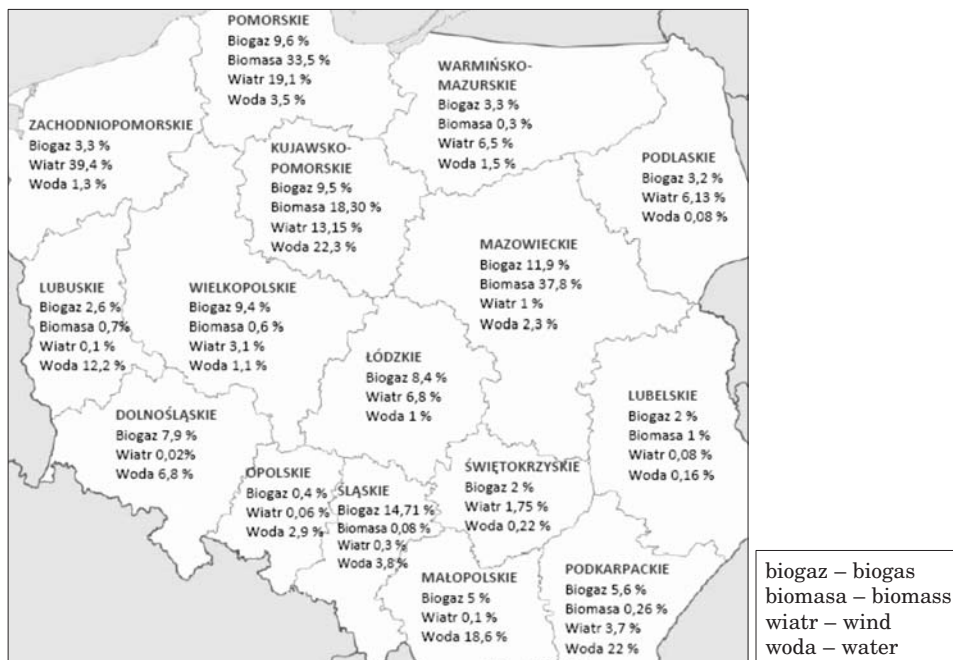 POMORSKIE
Biogaz 9,6 %
Biomasa 33,5 %
Wiatr 19,1 %
Woda 3,5 %
WARMIŃSKO-
MAZURSKIE
Biogaz 3,3 %
Biomasa 0,3 %
Wiatr 6,5 %
Woda 1,5 %
ZACHODNIOPOMORSKIE
Biogaz 3,3 %
Wiatr 39,4 %
Woda 1,3 %
KUJAWSKO-
POMORSKIE
Biogaz 9,5 %
Biomasa 18,30 %
Wiatr 13,15 %
Woda 22,3 %
PODLASKIE
Biogaz 3,2 %
Wiatr 6,13 %
Woda 0,08 %
MAZOWIECKIE
Biogaz 11,9 %
Biomasa 37,8 %
Wiatr 1 %
Woda 2,3 %
LUBUSKIE
Biogaz 2,6 %
Biomasa 0,7%
Wiatr 0,1 %
Woda 12,2 %
WIELKOPOLSKIE
Biogaz 9,4 %
Biomasa 0,6 %
Wiatr 3,1 %
Woda 1,1 %
ŁÓDZKIE
Biogaz 8,4 %
Wiatr 6,8 %
Woda 1 %
LUBELSKIE
Biogaz 2 %
Biomasa 1 %
Wiatr 0,08 %
Woda 0,16 %
DOLNOŚLĄSKIE
Biogaz 7,9 %
Wiatr 0,02%
Woda 6,8 %
OPOLSKIE
Biogaz 0,4 %
Wiatr 0,06 %
Woda 2,9 %
ŚLĄSKIE
Biogaz 14,71 %
Biomasa 0,08 %
Wiatr 0,3 %
Woda 3,8 %
ŚWIĘTOKRZYSKIE
Biogaz 2 %
Wiatr 1,75 %
Woda 0,22 %
MAŁOPOLSKIE
Biogaz 5 %
Wiatr 0,1 %
Woda 18,6 %
PODKARPACKIE
Biogaz 5,6 %
Biomasa 0,26 %
Wiatr 3,7 %
Woda 22 %
biogaz – biogas
biomasa – biomass
wiatr – wind
woda – water